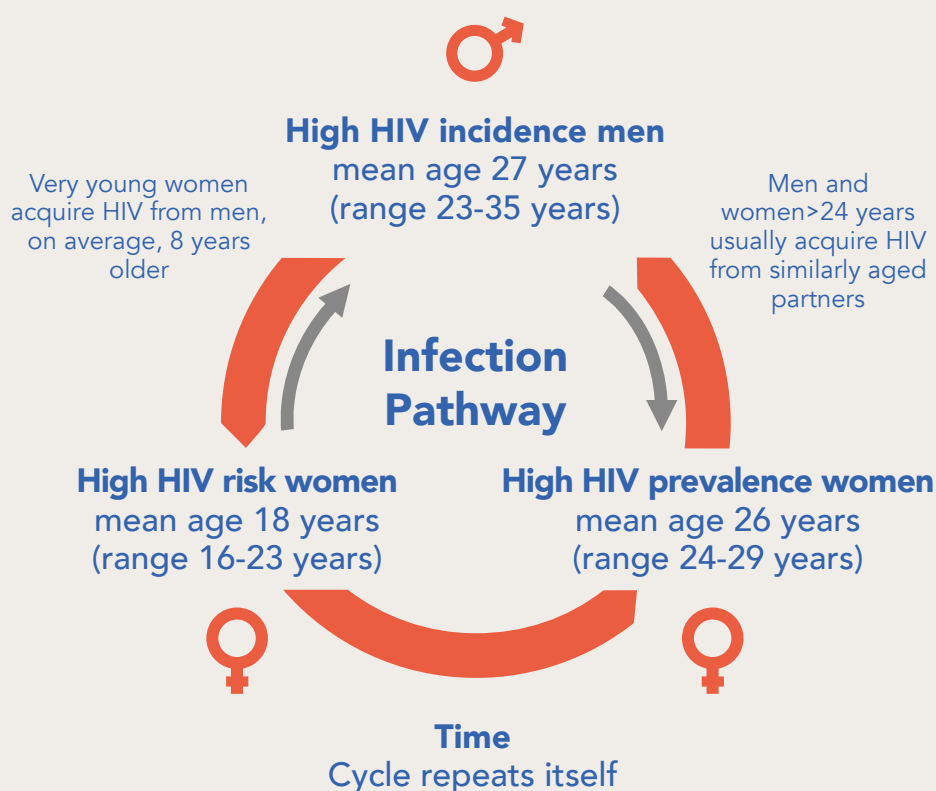 High HIV incidence men
mean age 27 years
(range 23-35 years)
Very young women
acquire HIV from men,
on average, 8 years
older
Men and
women>24 years
usually acquire HIV
from similarly aged
partners
Infection
Pathway
High HIV risk women
mean age 18 years
(range 16-23 years)
High HIV prevalence women
mean age 26 years
(range 24-29 years)
Time
Cycle repeats itself